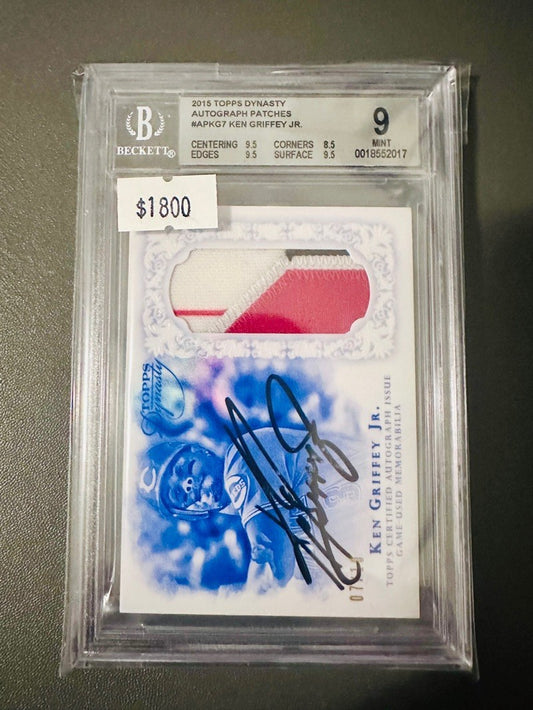 2015 TOPPS DYNASTY
AUTOGRAPH PATCHES
#APKG7 KEN GRIFFEY JR.
B
BECKETT®
CENTERING 9.5 CORNERS 8.5
EDGES 9.5 SURFACE 9.5
9
MINT
0018552017
$1800
TOPPS
Dynasty
KEN GRIFFEY JR.
TOPPS CERTIFIED AUTOGRAPH ISSUE
GAME USED MEMORABILIA